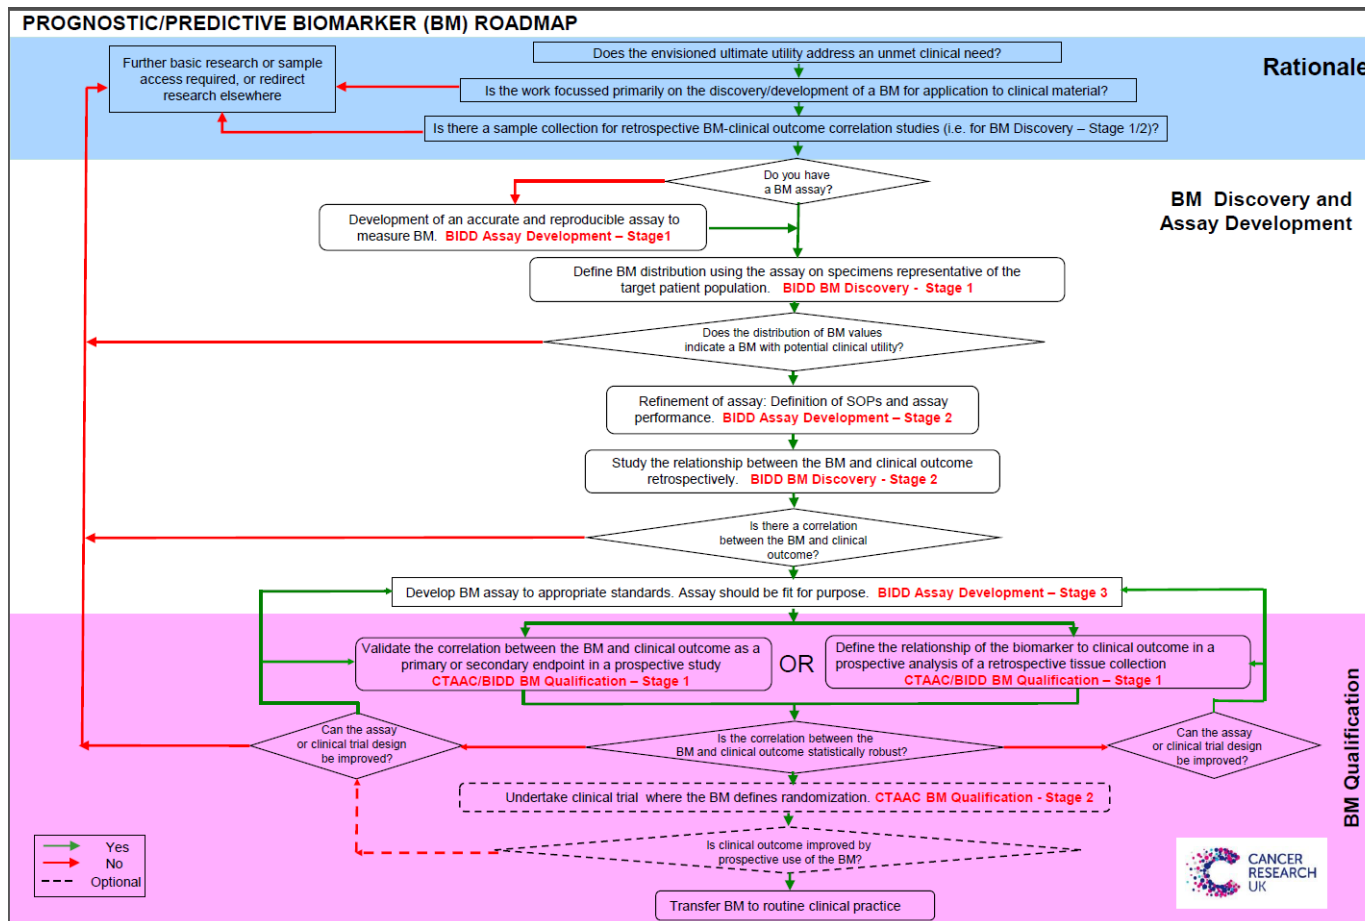 PROGNOSTIC/PREDICTIVE BIOMARKER (BM) ROADMAP
Does the envisioned ultimate utility address an unmet clinical need?
Rationale
Further basic research or sample
access required, or redirect
research elsewhere
Is the work focussed primarily on the discovery/development of a BM for application to clinical material?
Is there a sample collection for retrospective BM-clinical outcome correlation studies (i.e. for BM Discovery – Stage 1/2)?
Do you have
a BM assay?
BM Discovery and
Assay Development
Development of an accurate and reproducible assay to
measure BM. BIDD Assay Development – Stage1
Define BM distribution using the assay on specimens representative of the
target patient population. BIDD BM Discovery - Stage 1
Does the distribution of BM values
indicate a BM with potential clinical utility?
Refinement of assay: Definition of SOPs and assay
performance. BIDD Assay Development – Stage 2
Study the relationship between the BM and clinical outcome
retrospectively. BIDD BM Discovery - Stage 2
Is there a correlation
between the BM and clinical
outcome?
Develop BM assay to appropriate standards. Assay should be fit for purpose. BIDD Assay Development – Stage 3
Validate the correlation between the BM and clinical outcome as a
primary or secondary endpoint in a prospective study
CTAAC/BIDD BM Qualification – Stage 1
OR
Define the relationship of the biomarker to clinical outcome in a
prospective analysis of a retrospective tissue collection
CTAAC/BIDD BM Qualification – Stage 1
Can the assay
or clinical trial design
be improved?
Is the correlation between the
BM and clinical outcome statistically robust?
Can the assay
or clinical trial design
be improved?
BM Qualification
Undertake clinical trial where the BM defines randomization. CTAAC BM Qualification - Stage 2
Is clinical outcome improved by
prospective use of the BM?
Transfer BM to routine clinical practice
Yes
No
Optional
CANCER
RESEARCH
UK